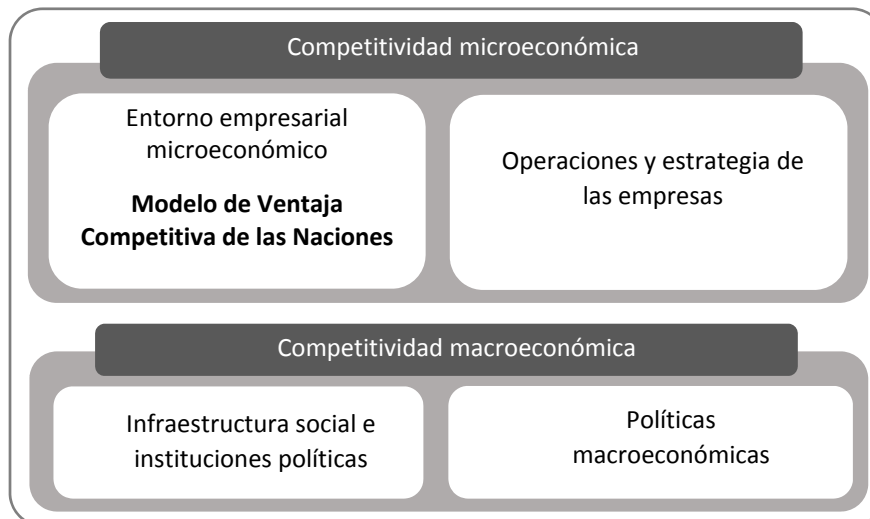 Competitividad microeconómica
Entorno empresarial
microeconómico
Modelo de Ventaja
Competitiva de las Naciones
Operaciones y estrategia de
las empresas
Competitividad macroeconómica
Infraestructura social e
instituciones políticas
Políticas
macroeconómicas